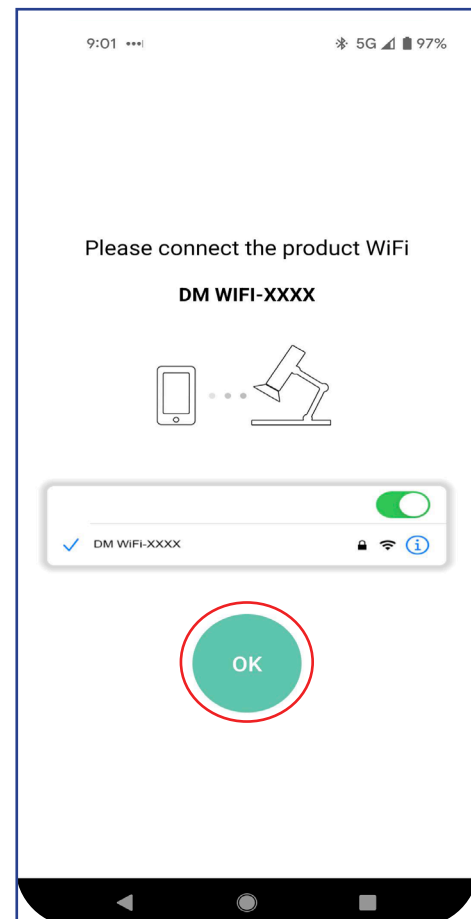 9:01
5G 97%
Please connect the product WiFi
DM WIFI-XXXX
DM WiFi-XXXX
OK